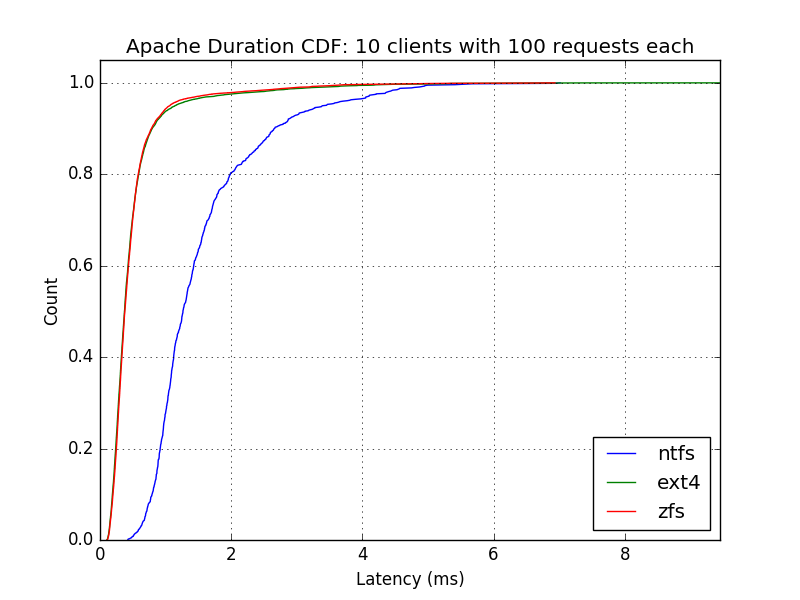 Apache Duration CDF: 10 clients with 100 requests each
1.0
0.8
0.6
0.4
0.2
0.0
Count
0 2 4 6 8
Latency (ms)
ntfs
ext4
zfs